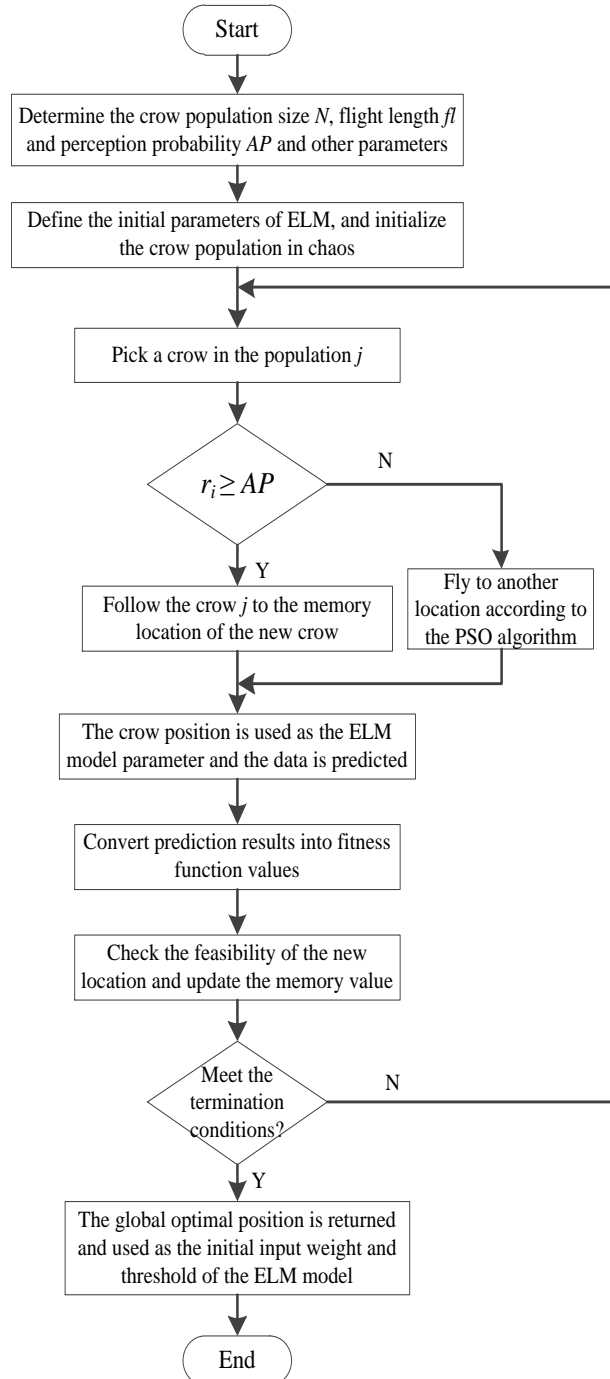 Start
Determine the crow population size N, flight length fl
and perception probability AP and other parameters
Define the initial parameters of ELM, and initialize
the crow population in chaos
Pick a crow in the population j
r_i ≥ AP
N
Y
Follow the crow j to the memory
location of the new crow
Fly to another
location according to
the PSO algorithm
The crow position is used as the ELM
model parameter and the data is predicted
Convert prediction results into fitness
function values
Check the feasibility of the new
location and update the memory value
Meet the
termination
conditions?
N
Y
The global optimal position is returned
and used as the initial input weight and
threshold of the ELM model
End